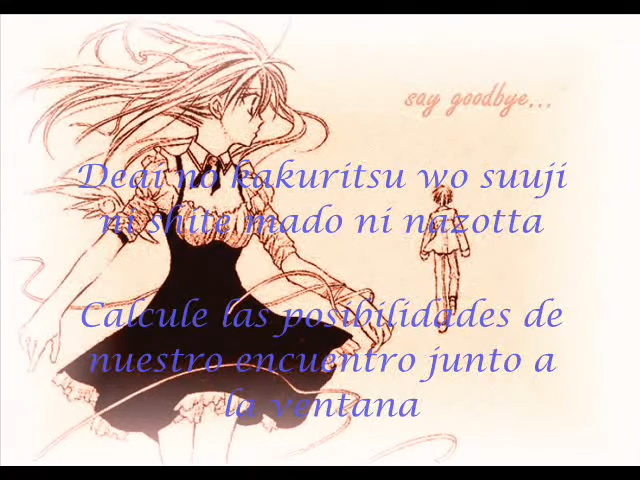 say goodbye...
Deai no kakuritsu wo suuji
ni shite mado ni nazotta
Calcule las posibilidades de
nuestro encuentro junto a
la ventana